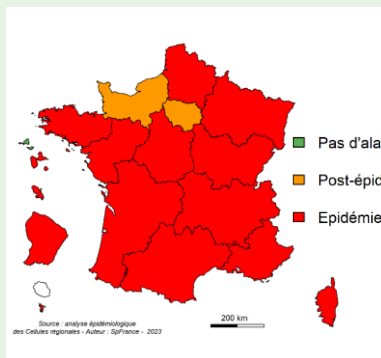 Pas d'ala
Post-épid
Epidémie
200 km
Source : analyse épidémiologique
des Cellules régionales - Auteur : SpFrance - 2023